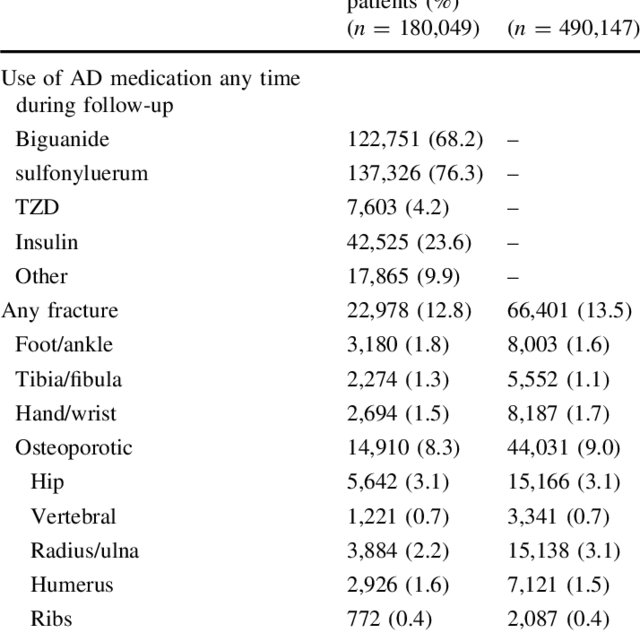 patients (%)
(n = 180,049) (n = 490,147)
Use of AD medication any time
during follow-up
Biguanide 122,751 (68.2) –
sulfonyluerum 137,326 (76.3) –
TZD 7,603 (4.2) –
Insulin 42,525 (23.6) –
Other 17,865 (9.9) –
Any fracture 22,978 (12.8) 66,401 (13.5)
Foot/ankle 3,180 (1.8) 8,003 (1.6)
Tibia/fibula 2,274 (1.3) 5,552 (1.1)
Hand/wrist 2,694 (1.5) 8,187 (1.7)
Osteoporotic 14,910 (8.3) 44,031 (9.0)
Hip 5,642 (3.1) 15,166 (3.1)
Vertebral 1,221 (0.7) 3,341 (0.7)
Radius/ulna 3,884 (2.2) 15,138 (3.1)
Humerus 2,926 (1.6) 7,121 (1.5)
Ribs 772 (0.4) 2,087 (0.4)